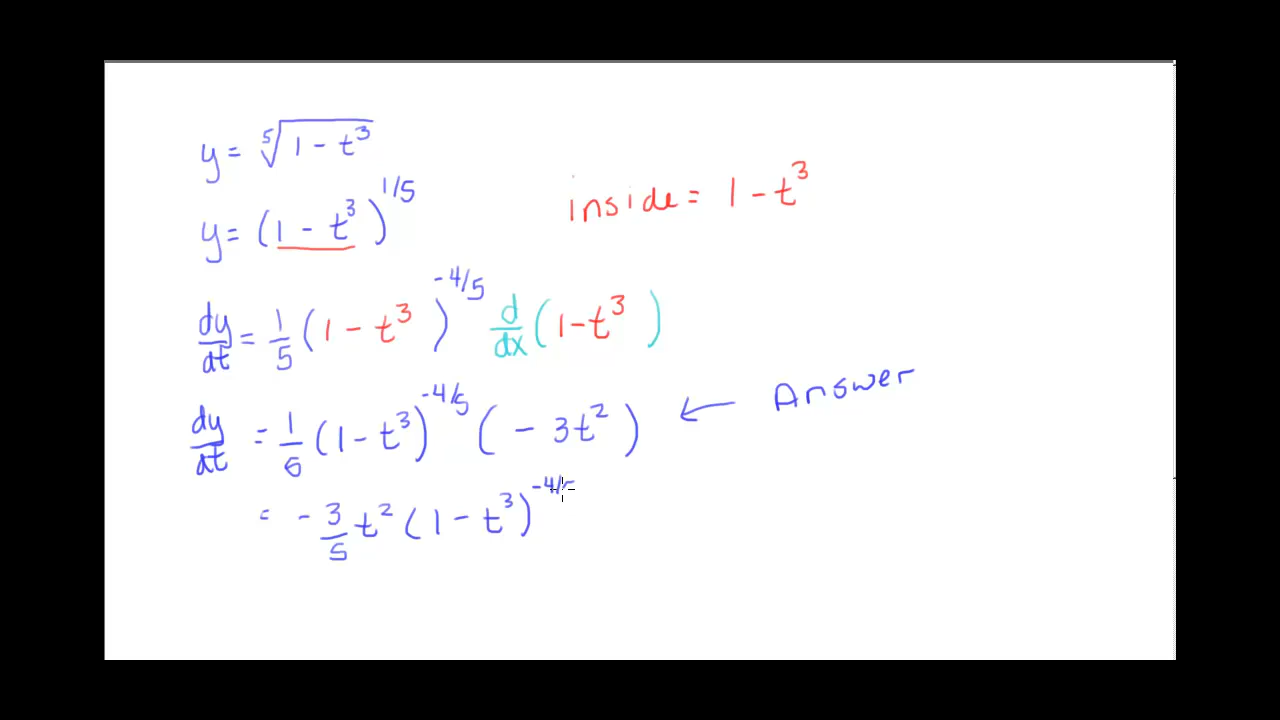 y = ⁵√(1 - t³)
y = (1 - t³)^1/5
inside = 1 - t³
dy/dt = 1/5 (1 - t³)^-4/5 d/dx (1 - t³)
dy/dt = 1/5 (1 - t³)^-4/5 (- 3t²) ← Answer
= - 3/5 t² (1 - t³)^-4/